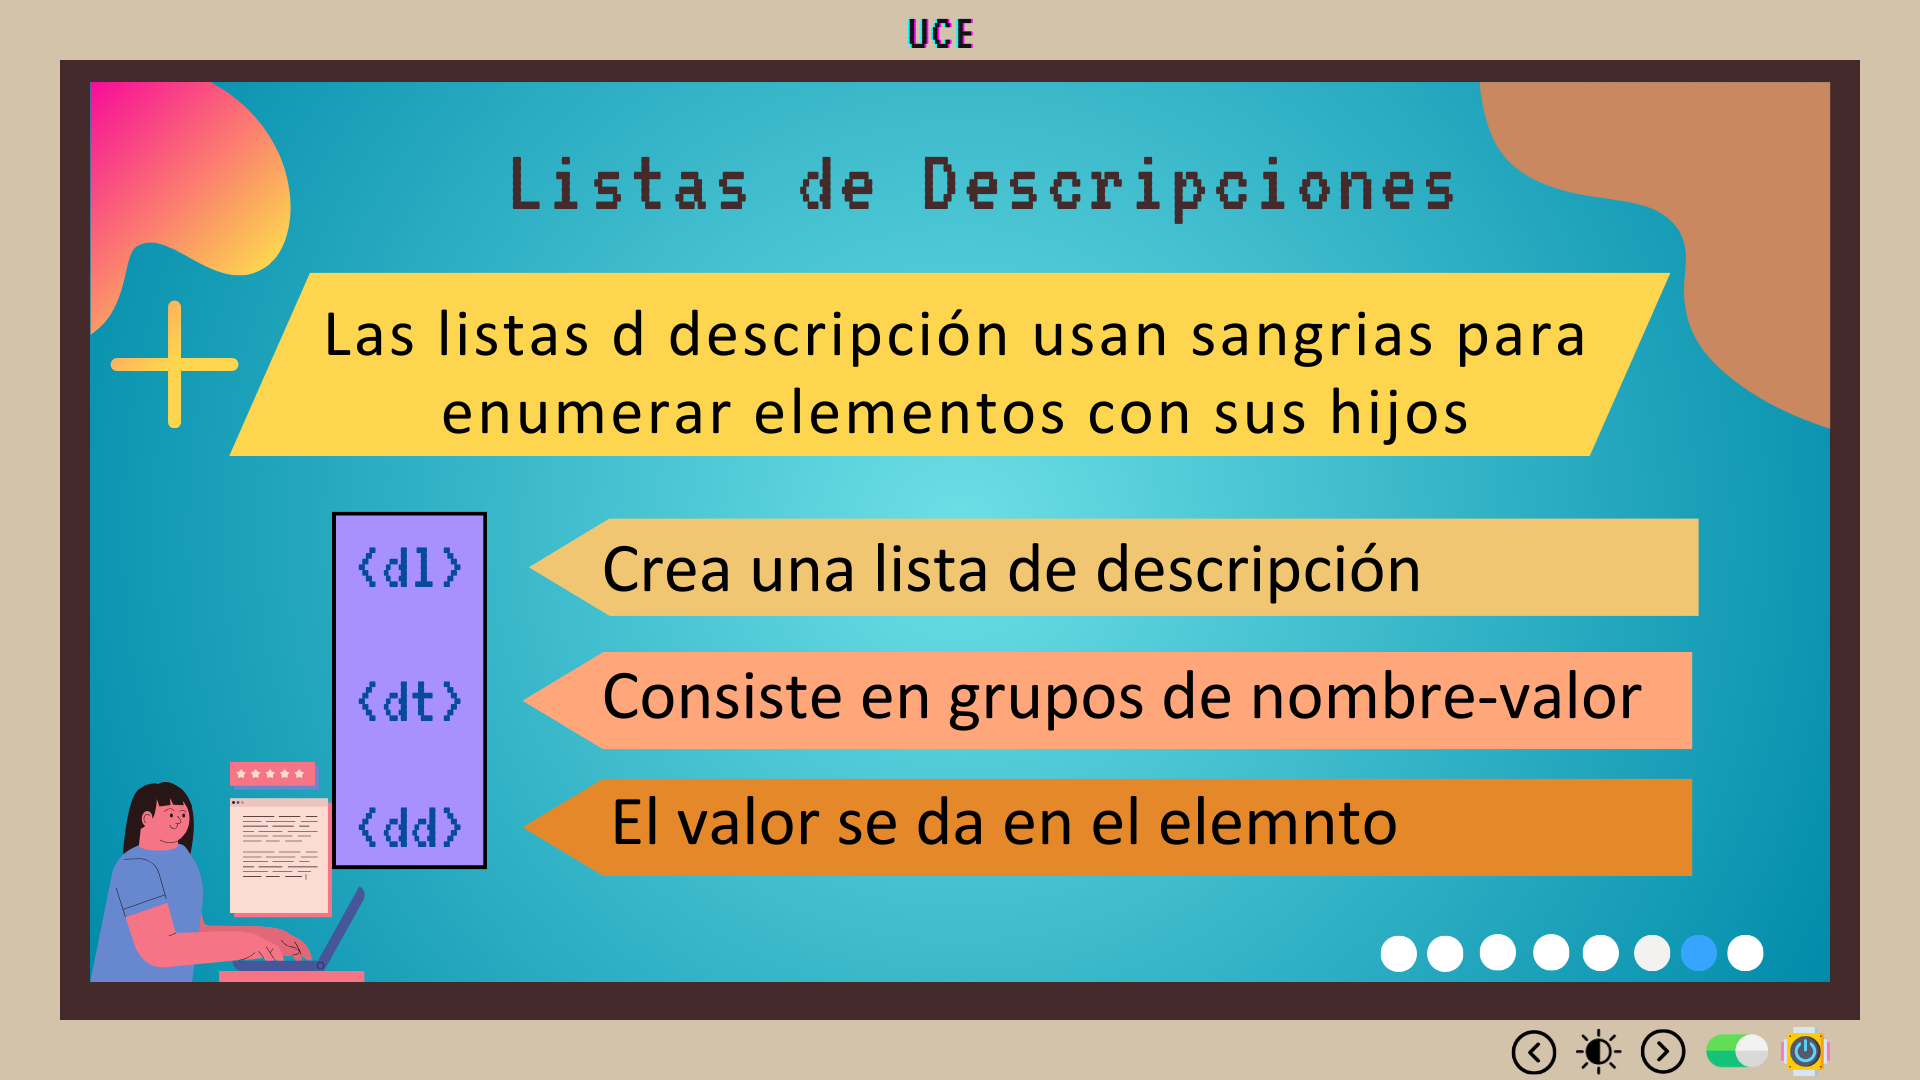 UCE
Listas de Descripciones
Las listas d descripción usan sangrias para
enumerar elementos con sus hijos
<dl>
Crea una lista de descripción
<dt>
Consiste en grupos de nombre-valor
<dd>
El valor se da en el elemnto